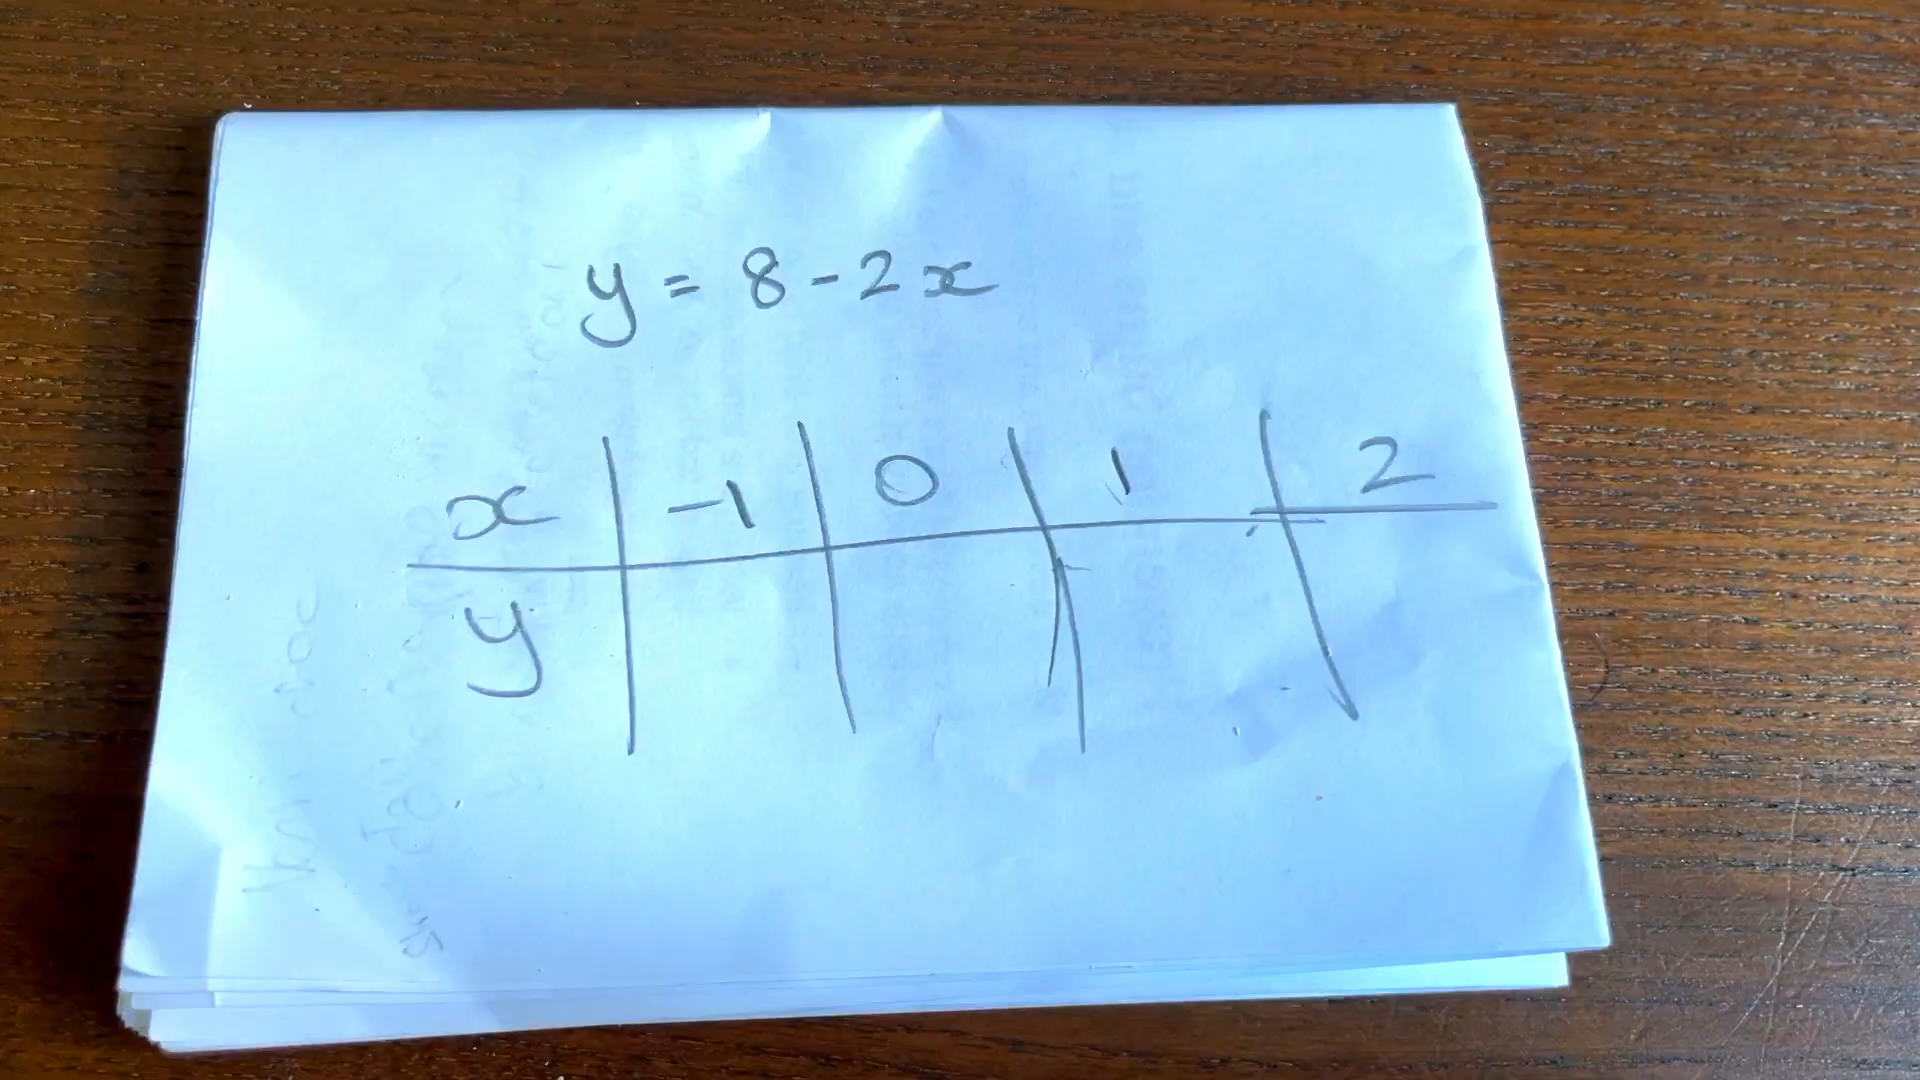 y = 8 - 2x
x -1 0 1 2
y